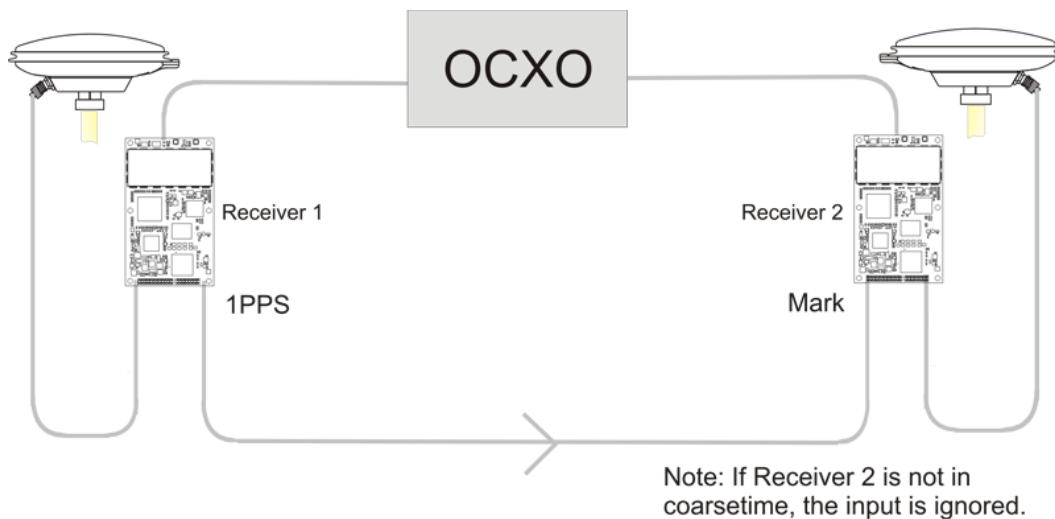 OCXO
Receiver 1
Receiver 2
1PPS
Mark
Note: If Receiver 2 is not in
coarsetime, the input is ignored.